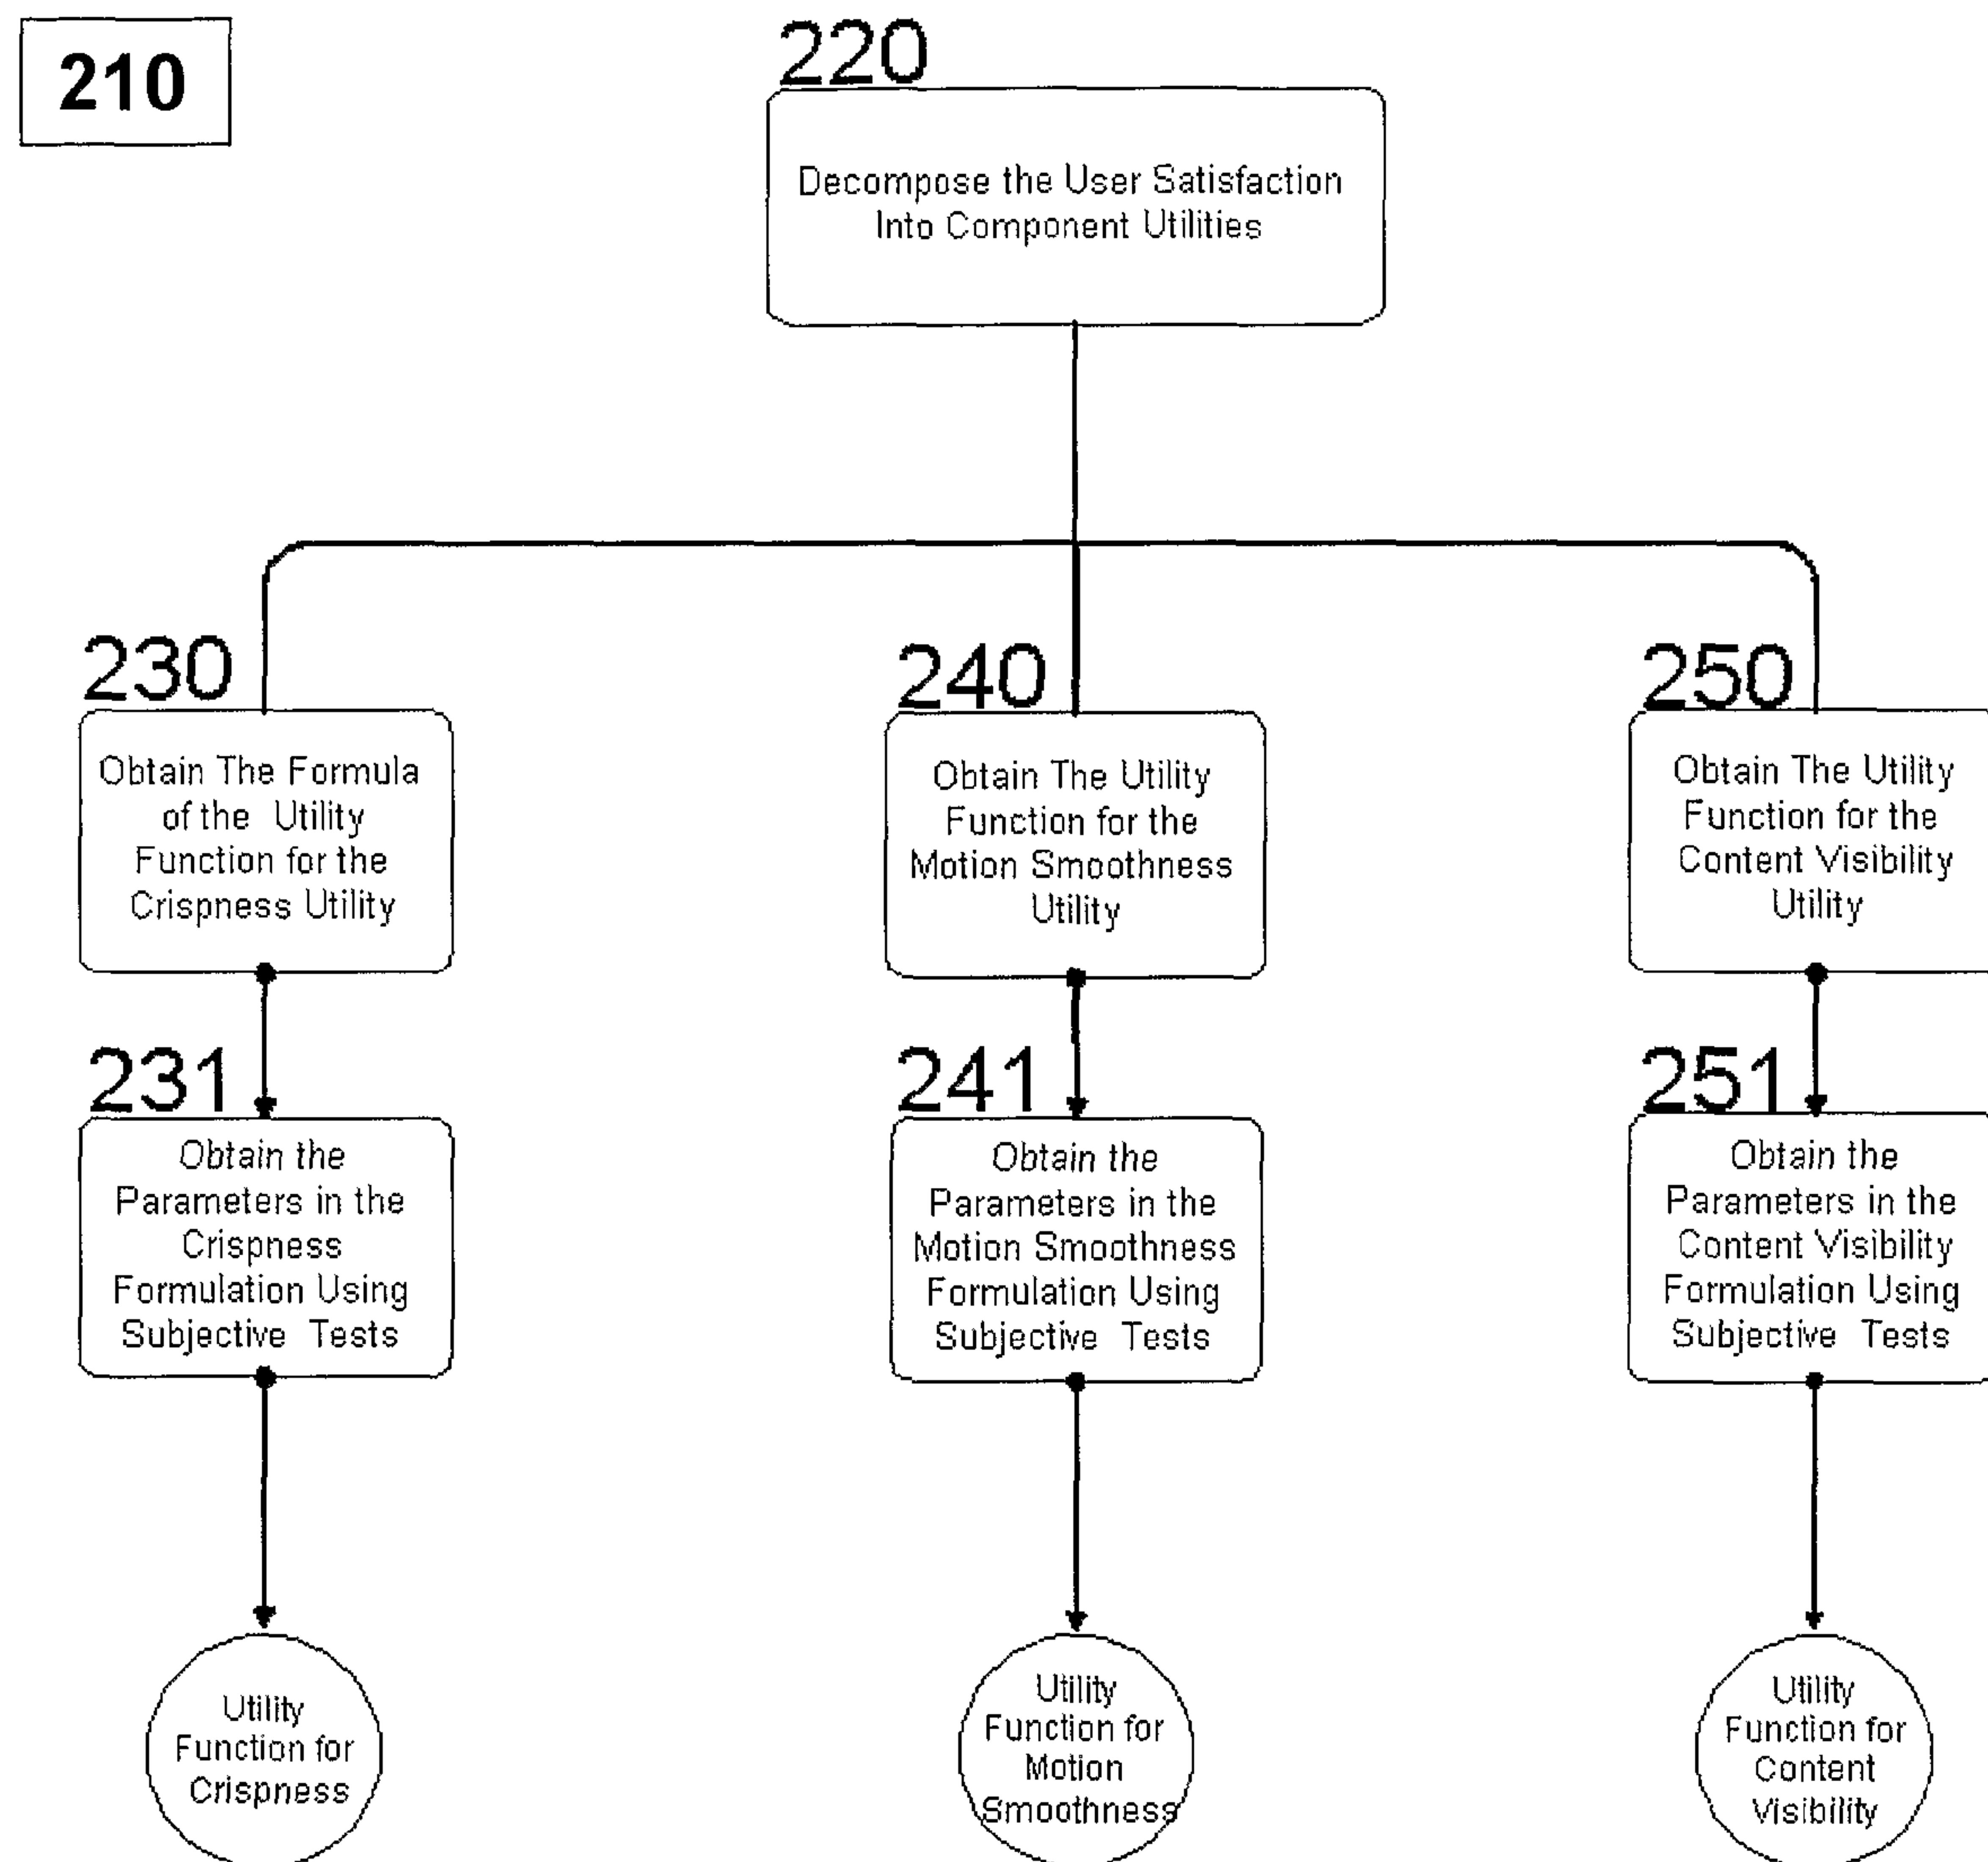 210
220
Decompose the User Satisfaction
Into Component Utilities
230
Obtain The Formula
of the Utility
Function for the
Crispness Utility
240
Obtain The Utility
Function for the
Motion Smoothness
Utility
250
Obtain The Utility
Function for the
Content Visibility
Utility
231
Obtain the
Parameters in the
Crispness
Formulation Using
Subjective Tests
241
Obtain the
Parameters in the
Motion Smoothness
Formulation Using
Subjective Tests
251
Obtain the
Parameters in the
Content Visibility
Formulation Using
Subjective Tests
Utility
Function for
Crispness
Utility
Function for
Motion
Smoothness
Utility
Function for
Content
Visibility